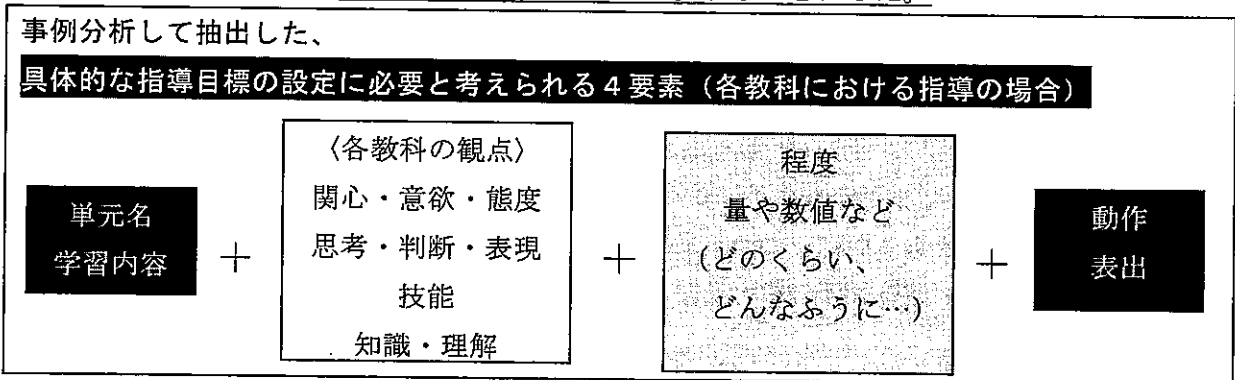 事例分析して抽出した、
具体的な指導目標の設定に必要と考えられる4要素（各教科における指導の場合）
単元名
学習内容
＋
〈各教科の観点〉
関心・意欲・態度
思考・判断・表現
技能
知識・理解
＋
程度
量や数値など
(どのくらい、
どんなふうに…)
＋
動作
表出